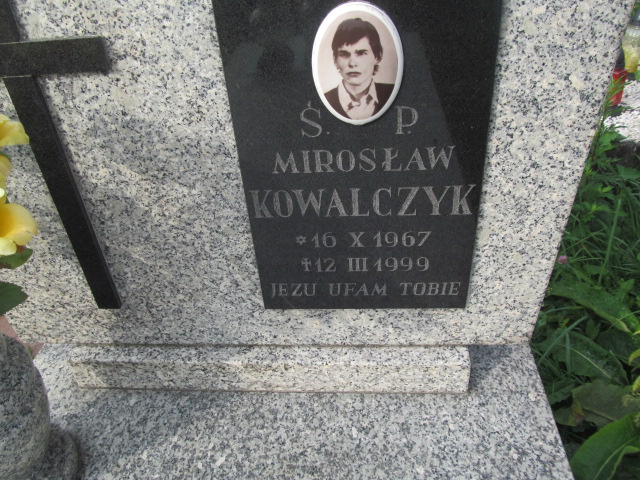 Ś. P.
MIROSŁAW
KOWALCZYK
* 16 X 1967
† 12 III 1999
JEZU UFAM TOBIE